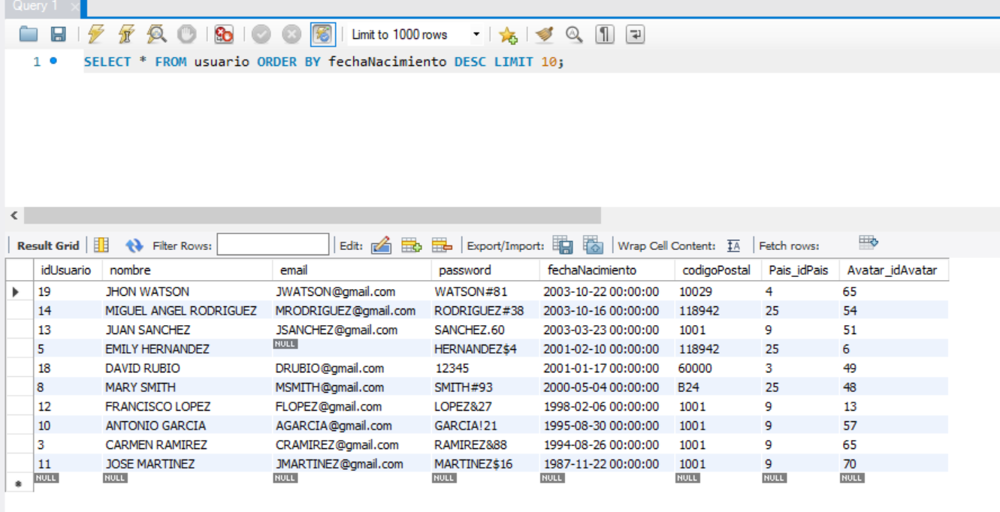 Query 1
Limit to 1000 rows
1 SELECT * FROM usuario ORDER BY fechaNacimiento DESC LIMIT 10;
Result Grid Filter Rows: Edit: Export/Import: Wrap Cell Content: Fetch rows:
idUsuario nombre email password fechaNacimiento codigoPostal Pais_idPais Avatar_idAvatar
19 JHON WATSON JWATSON@gmail.com WATSON#81 2003-10-22 00:00:00 10029 4 65
14 MIGUEL ANGEL RODRIGUEZ MRODRIGUEZ@gmail.com RODRIGUEZ#38 2003-10-16 00:00:00 118942 25 54
13 JUAN SANCHEZ JSANCHEZ@gmail.com SANCHEZ.60 2003-03-23 00:00:00 1001 9 51
5 EMILY HERNANDEZ NULL HERNANDEZ$4 2001-02-10 00:00:00 118942 25 6
18 DAVID RUBIO DRUBIO@gmail.com 12345 2001-01-17 00:00:00 60000 3 49
8 MARY SMITH MSMITH@gmail.com SMITH#93 2000-05-04 00:00:00 B24 25 48
12 FRANCISCO LOPEZ FLOPEZ@gmail.com LOPEZ&27 1998-02-06 00:00:00 1001 9 13
10 ANTONIO GARCIA AGARCIA@gmail.com GARCIA!21 1995-08-30 00:00:00 1001 9 57
3 CARMEN RAMIREZ CRAMIREZ@gmail.com RAMIREZ&88 1994-08-26 00:00:00 1001 9 65
11 JOSE MARTINEZ JMARTINEZ@gmail.com MARTINEZ$16 1987-11-22 00:00:00 1001 9 70
NULL NULL NULL NULL NULL NULL NULL NULL